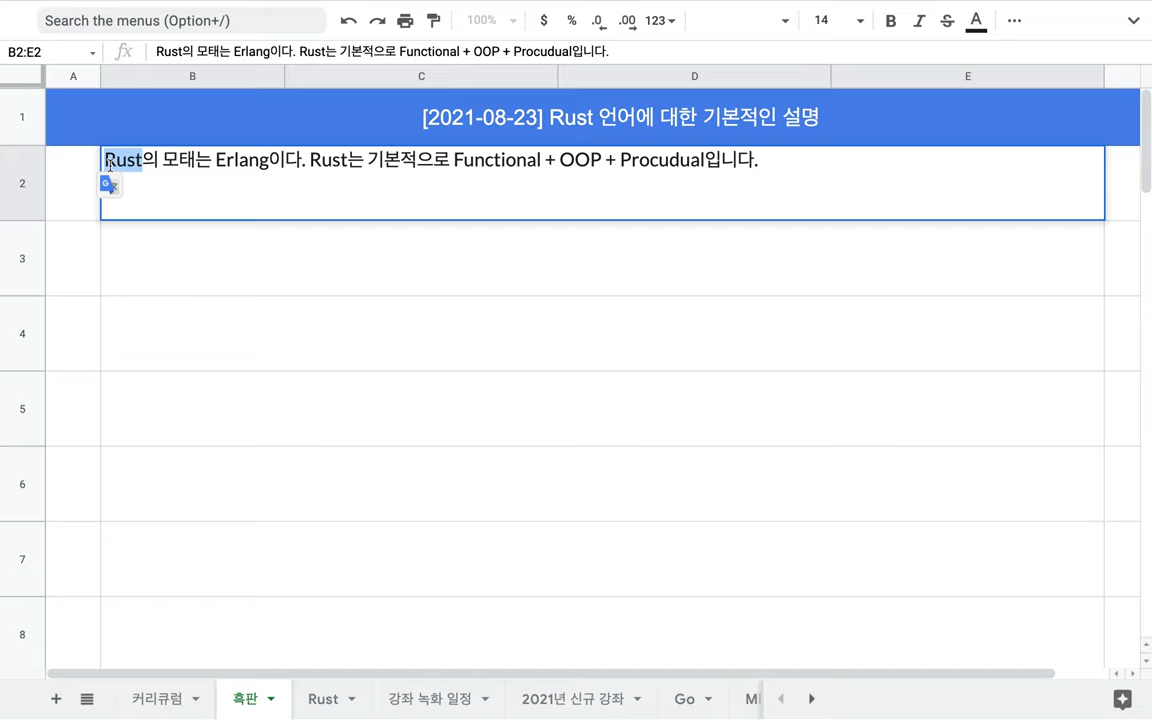 Search the menus (Option+/) 100% $ % .0 .00 123 14 B I S A
B2:E2 fx Rust의 모태는 Erlang이다. Rust는 기본적으로 Functional + OOP + Procudual입니다.
A B C D E
1 [2021-08-23] Rust 언어에 대한 기본적인 설명
2 Rust의 모태는 Erlang이다. Rust는 기본적으로 Functional + OOP + Procudual입니다.
3
4
5
6
7
8
커리큐럼 흑판 Rust 강좌 녹화 일정 2021년 신규 강좌 Go Mi